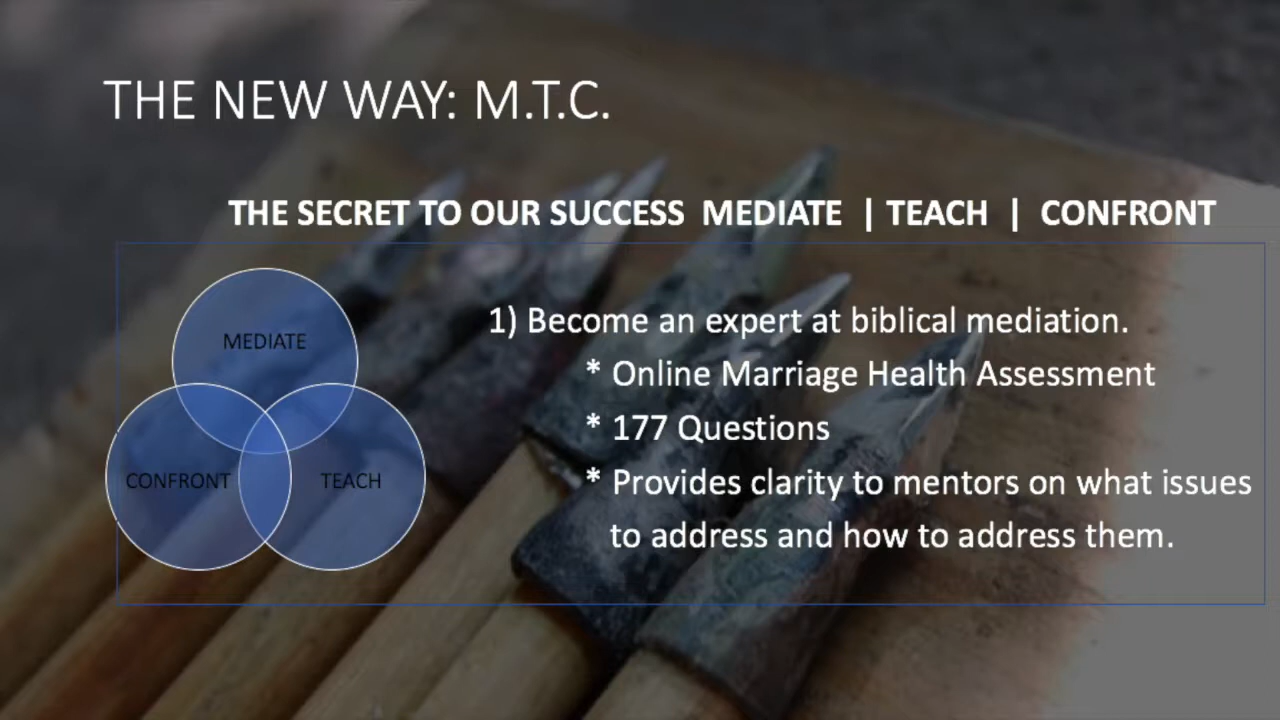 THE NEW WAY: M.T.C.
THE SECRET TO OUR SUCCESS MEDIATE | TEACH | CONFRONT
MEDIATE
CONFRONT
TEACH
1) Become an expert at biblical mediation.
* Online Marriage Health Assessment
* 177 Questions
* Provides clarity to mentors on what issues
to address and how to address them.